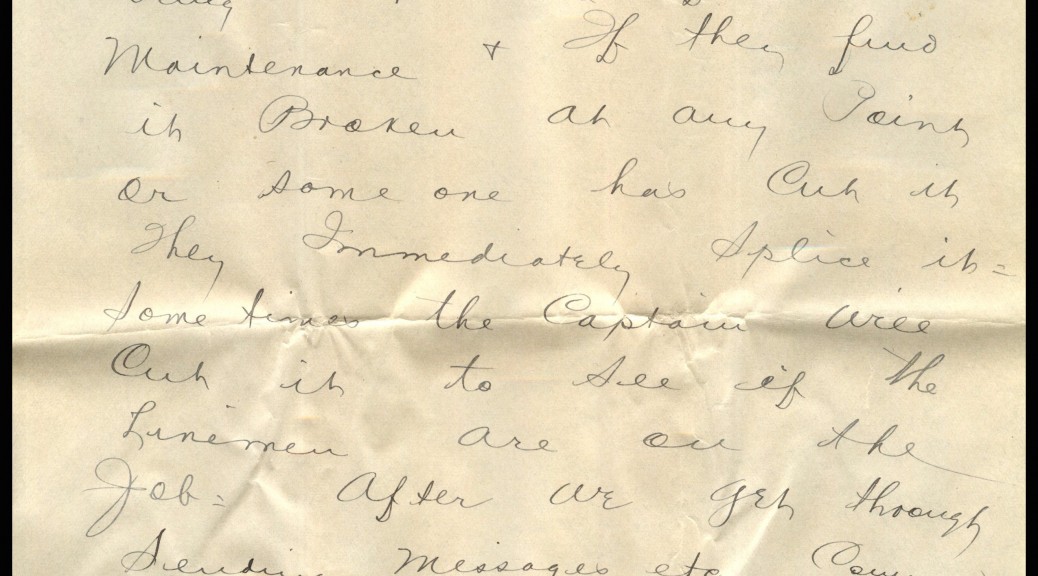 Maintenance + If they find
it Broken at any Point
or some one has Cut it
They Immediately Splice it =
Some times the Captain will
Cut it to See if the
Linemen are on the
Job = After we get through
Sending Messages etc